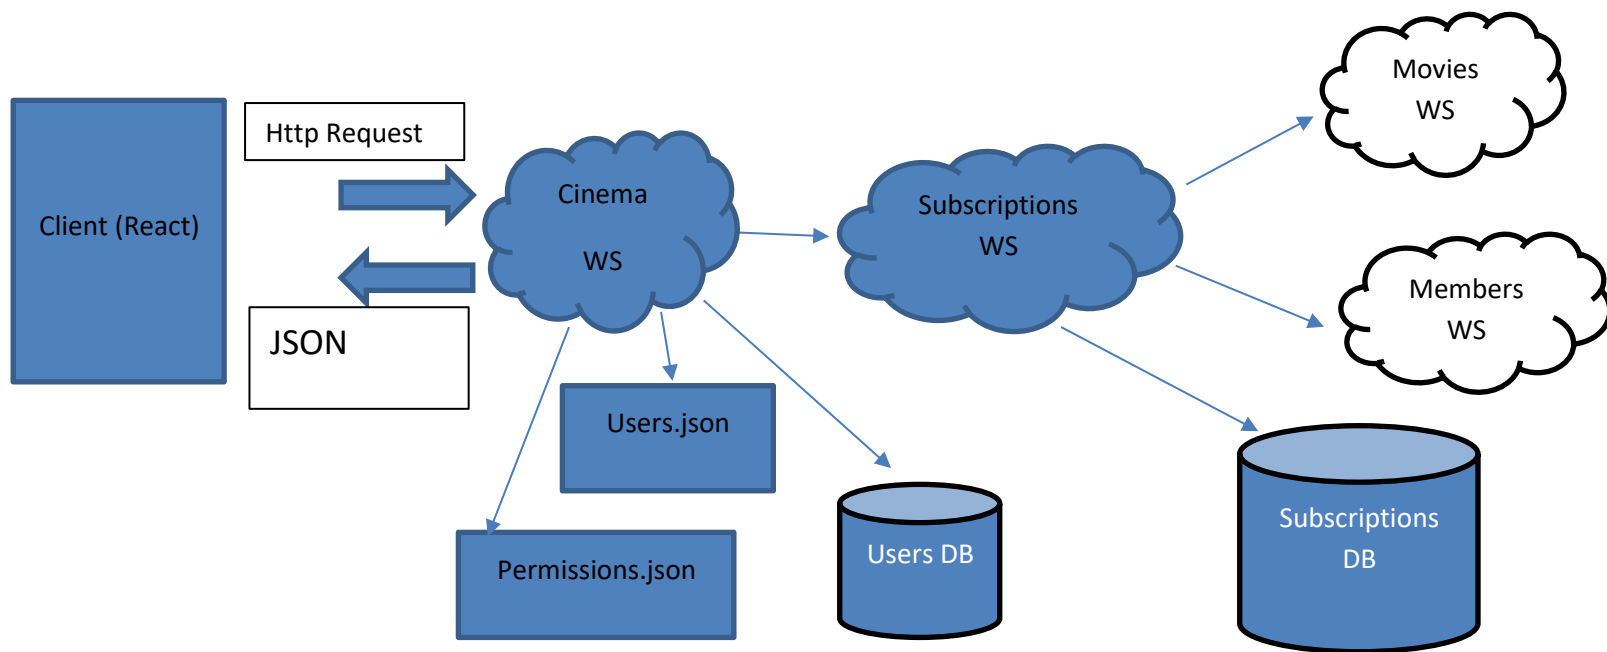 Client (React)
Http Request
JSON
Cinema
WS
Subscriptions
WS
Movies
WS
Members
WS
Users.json
Permissions.json
Users DB
Subscriptions
DB